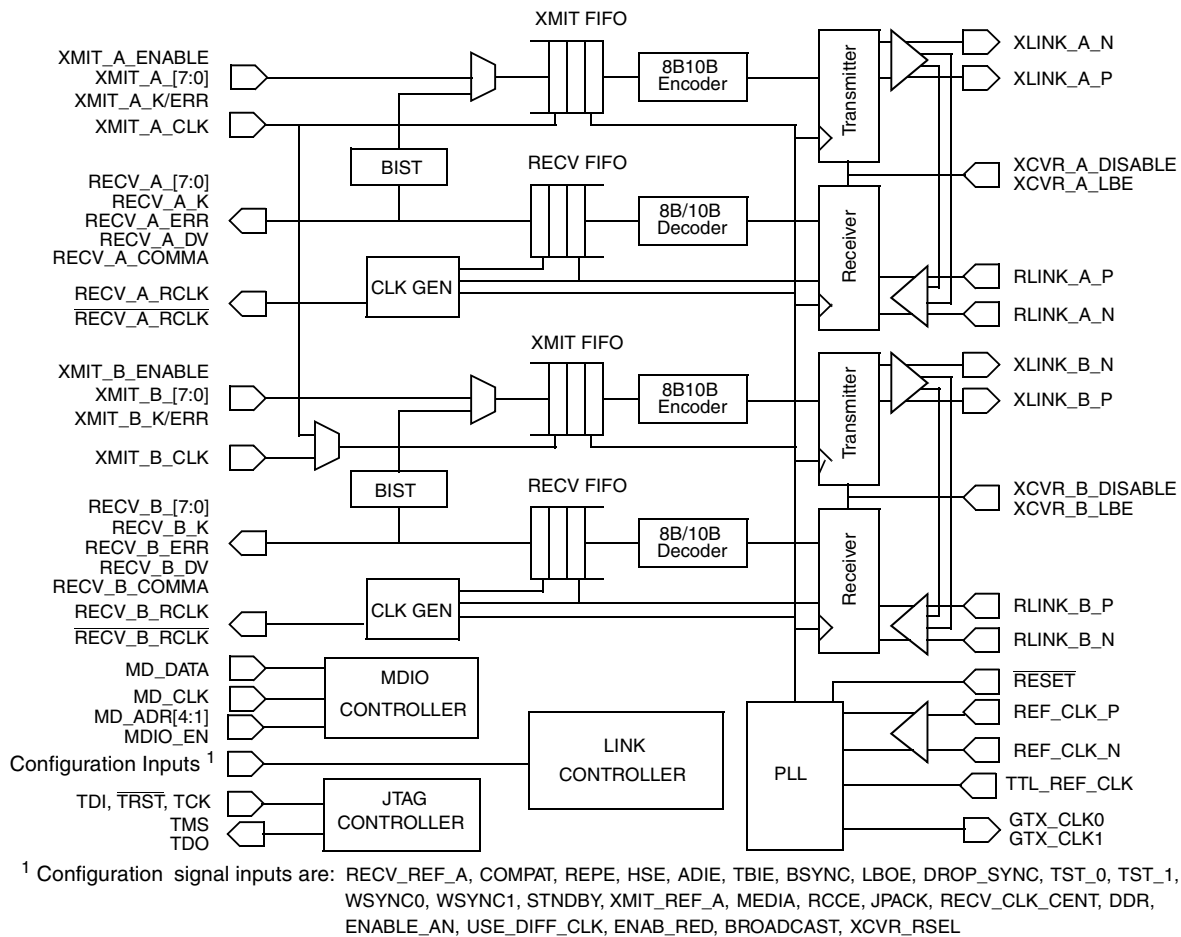 XMIT FIFO
XMIT_A_ENABLE
XMIT_A_[7:0]
XMIT_A_K/ERR
XMIT_A_CLK
8B10B
Encoder
Transmitter
XLINK_A_N
XLINK_A_P
BIST
RECV FIFO
XCVR_A_DISABLE
XCVR_A_LBE
RECV_A_[7:0]
RECV_A_K
RECV_A_ERR
RECV_A_DV
RECV_A_COMMA
8B/10B
Decoder
Receiver
CLK GEN
RECV_A_RCLK
RECV_A_RCLK
RLINK_A_P
RLINK_A_N
XMIT FIFO
XMIT_B_ENABLE
XMIT_B_[7:0]
XMIT_B_K/ERR
XMIT_B_CLK
8B10B
Encoder
Transmitter
XLINK_B_N
XLINK_B_P
BIST
RECV FIFO
XCVR_B_DISABLE
XCVR_B_LBE
RECV_B_[7:0]
RECV_B_K
RECV_B_ERR
RECV_B_DV
RECV_B_COMMA
8B/10B
Decoder
Receiver
CLK GEN
RECV_B_RCLK
RECV_B_RCLK
RLINK_B_P
RLINK_B_N
MD_DATA
MD_CLK
MD_ADR[4:1]
MDIO_EN
MDIO
CONTROLLER
Configuration Inputs 1
LINK
CONTROLLER
PLL
RESET
REF_CLK_P
REF_CLK_N
TTL_REF_CLK
GTX_CLK0
GTX_CLK1
TDI, TRST, TCK
TMS
TDO
JTAG
CONTROLLER
1 Configuration signal inputs are: RECV_REF_A, COMPAT, REPE, HSE, ADIE, TBIE, BSYNC, LBOE, DROP_SYNC, TST_0, TST_1,
WSYNC0, WSYNC1, STNDBY, XMIT_REF_A, MEDIA, RCCE, JPACK, RECV_CLK_CENT, DDR,
ENABLE_AN, USE_DIFF_CLK, ENAB_RED, BROADCAST, XCVR_RSEL